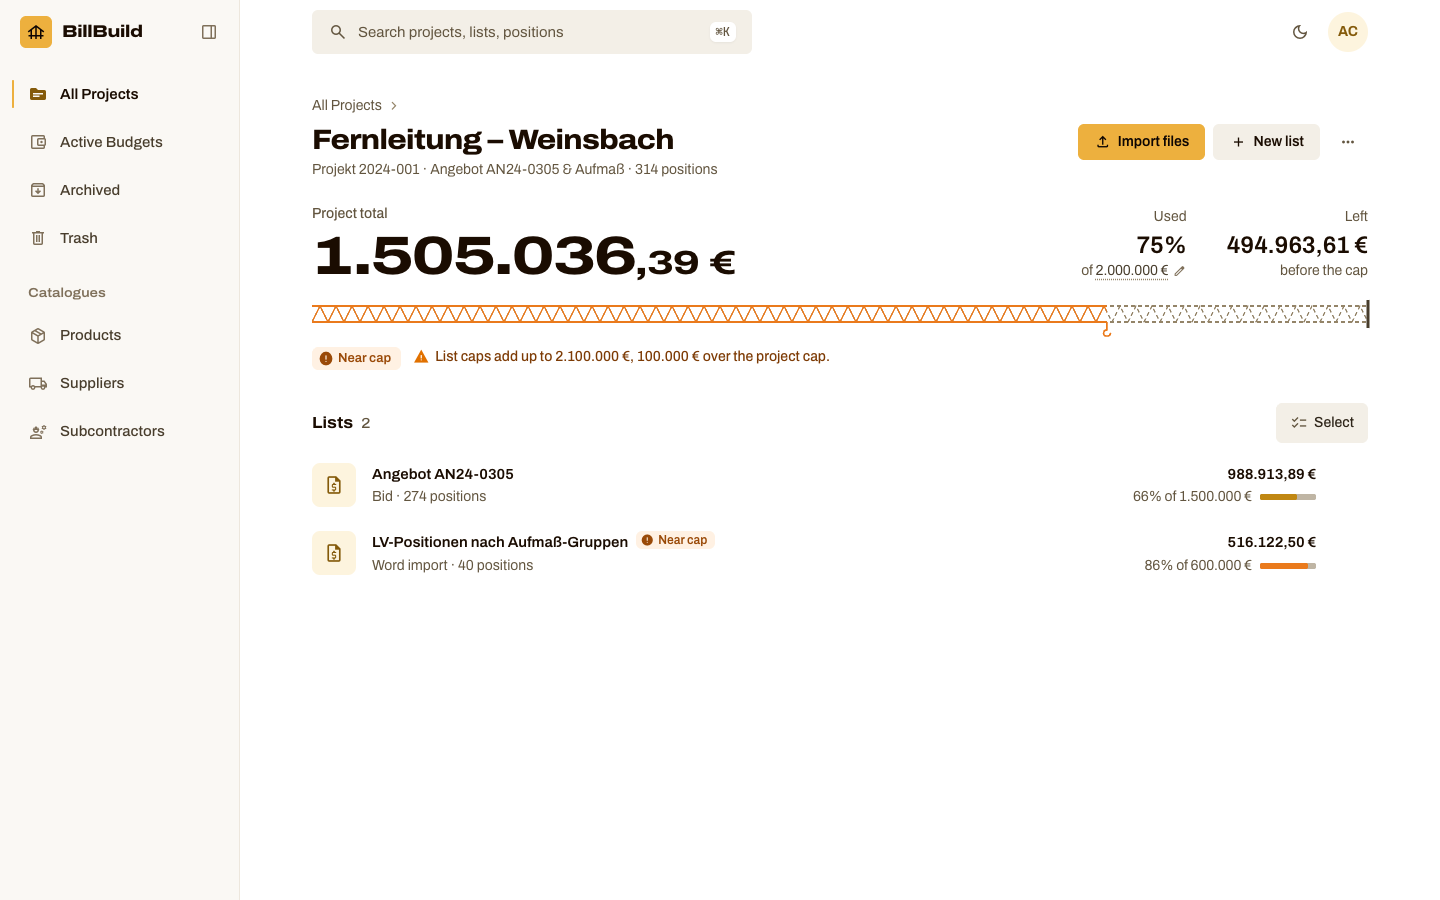 BillBuild
Search projects, lists, positions
⌘K
AC
All Projects
Active Budgets
Archived
Trash
Catalogues
Products
Suppliers
Subcontractors
All Projects
Fernleitung – Weinsbach
Projekt 2024-001 · Angebot AN24-0305 & Aufmaß · 314 positions
Import files
New list
Project total
1.505.036,39 €
Used
75%
of 2.000.000 €
Left
494.963,61 €
before the cap
Near cap
List caps add up to 2.100.000 €, 100.000 € over the project cap.
Lists 2
Select
Angebot AN24-0305
Bid · 274 positions
988.913,89 €
66% of 1.500.000 €
LV-Positionen nach Aufmaß-Gruppen
Near cap
Word import · 40 positions
516.122,50 €
86% of 600.000 €